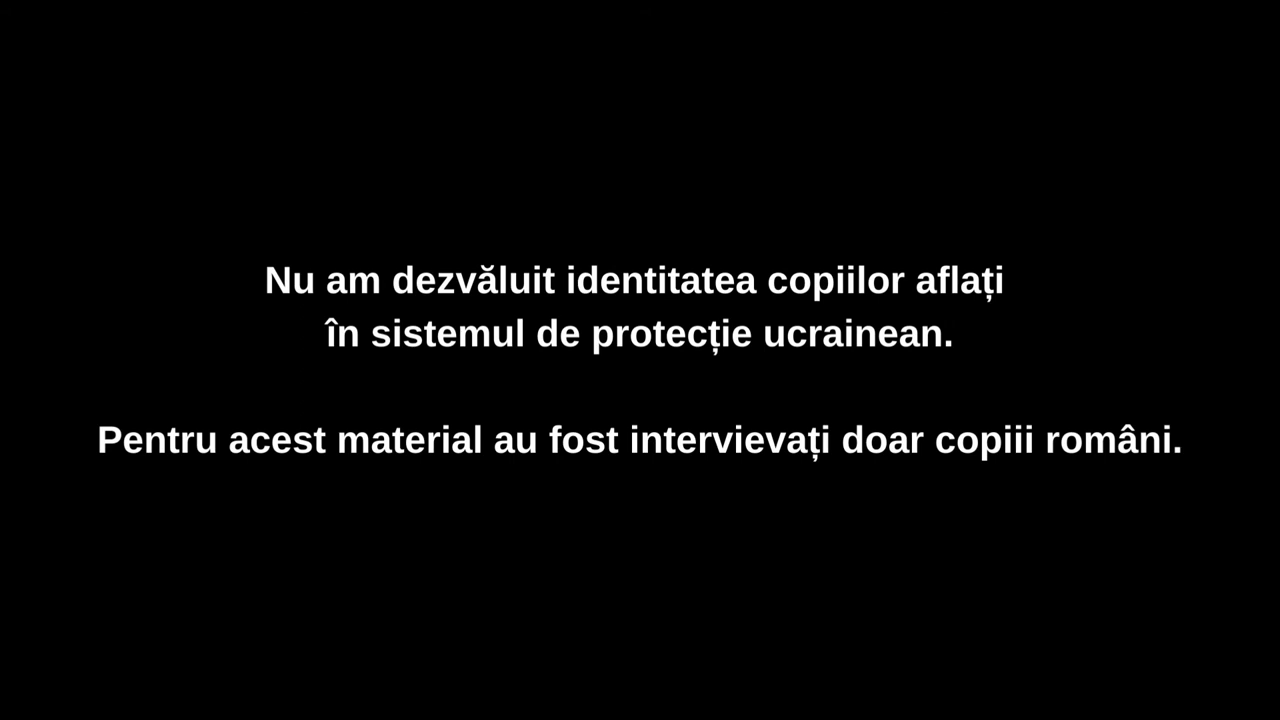 Nu am dezvăluit identitatea copiilor aflați
în sistemul de protecție ucrainean.
Pentru acest material au fost intervievați doar copiii români.